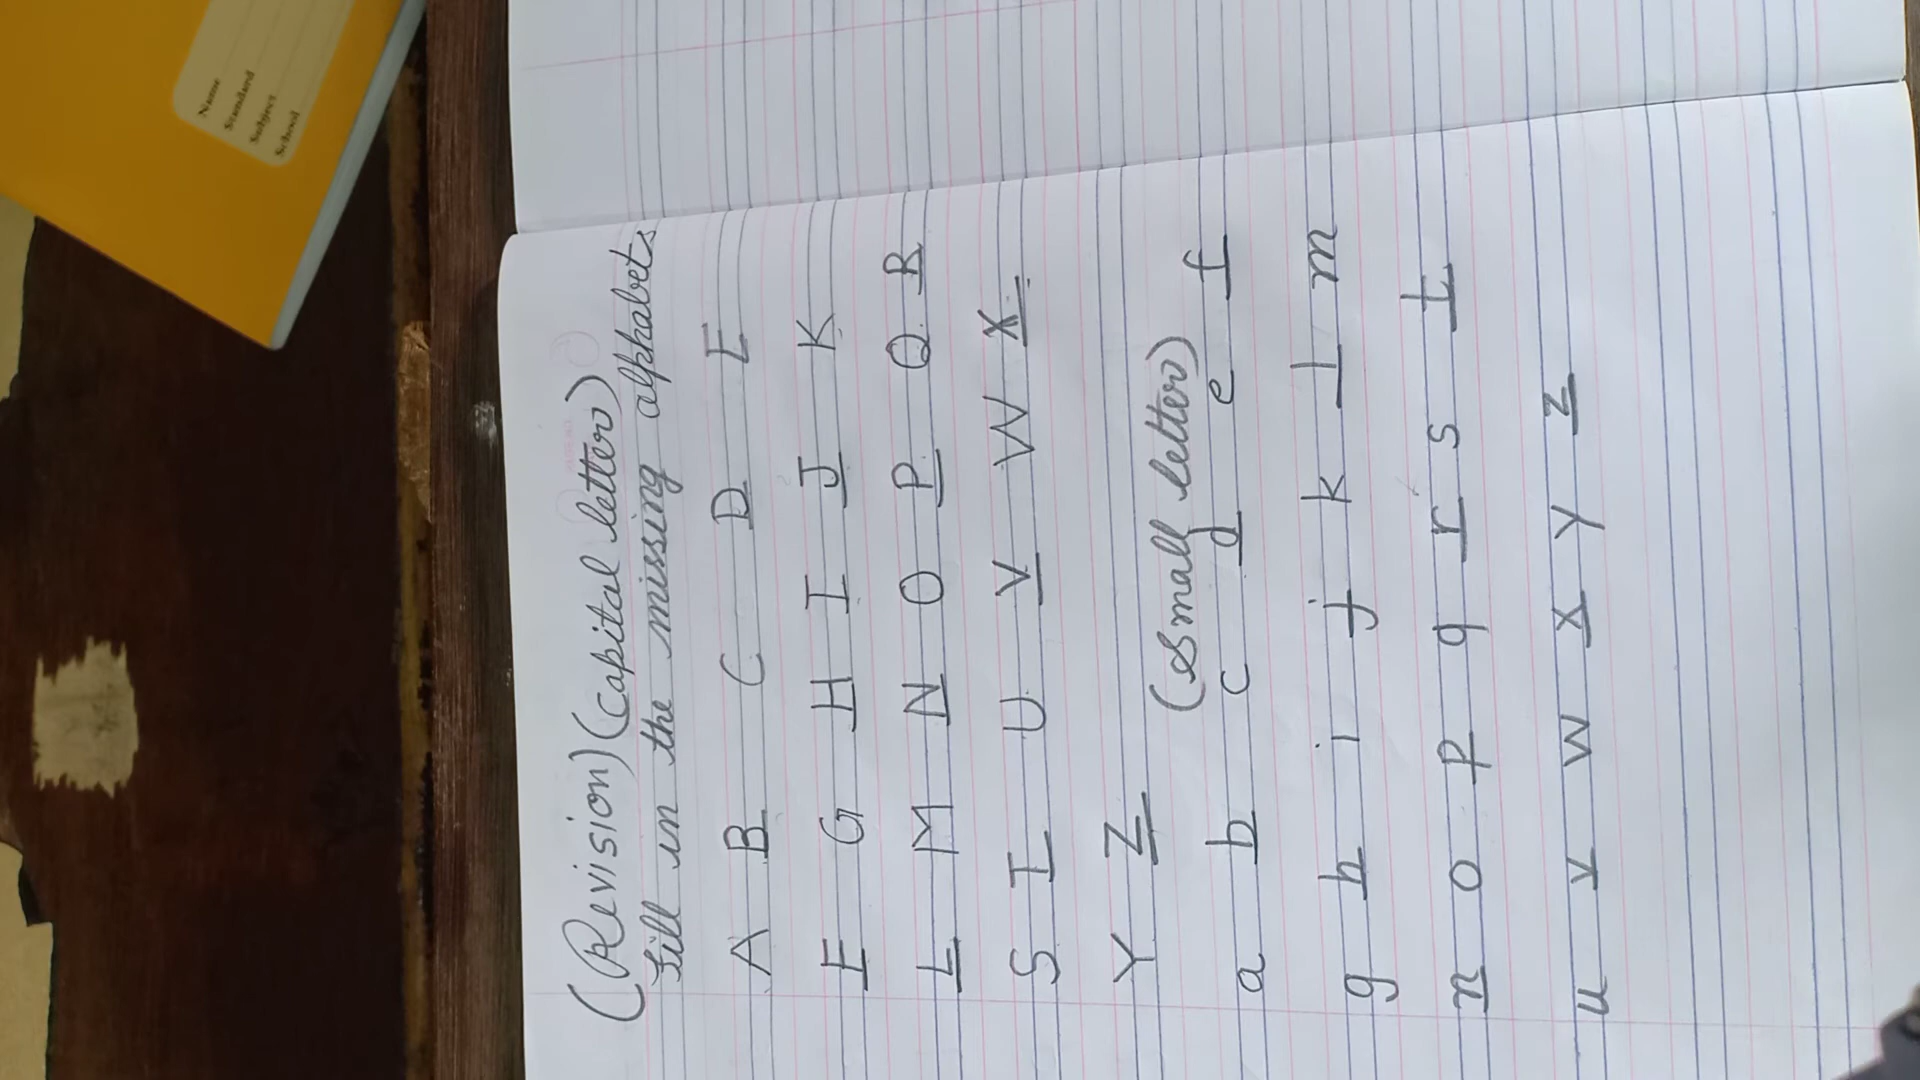 Name
Standard
Subject
School
(Revision) (Capital letter)
Fill in the missing alphabets
A B C D E
F G H I J K
L M N O P Q R
S T U V W X
Y Z
(Small letter)
a b c d e f
g h i j k l m
n o p q r s t
u v w x y z